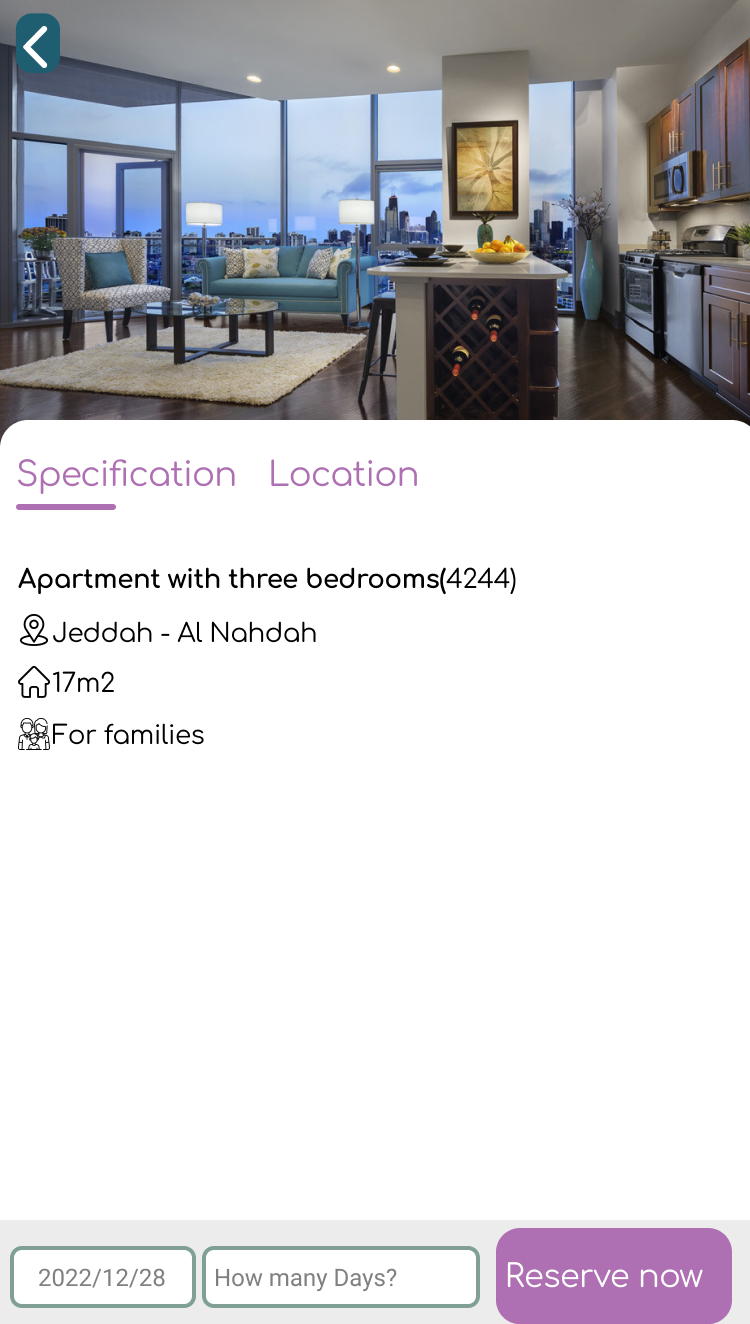 Specification Location
Apartment with three bedrooms(4244)
Jeddah - Al Nahdah
17m2
For families
2022/12/28 How many Days? Reserve now